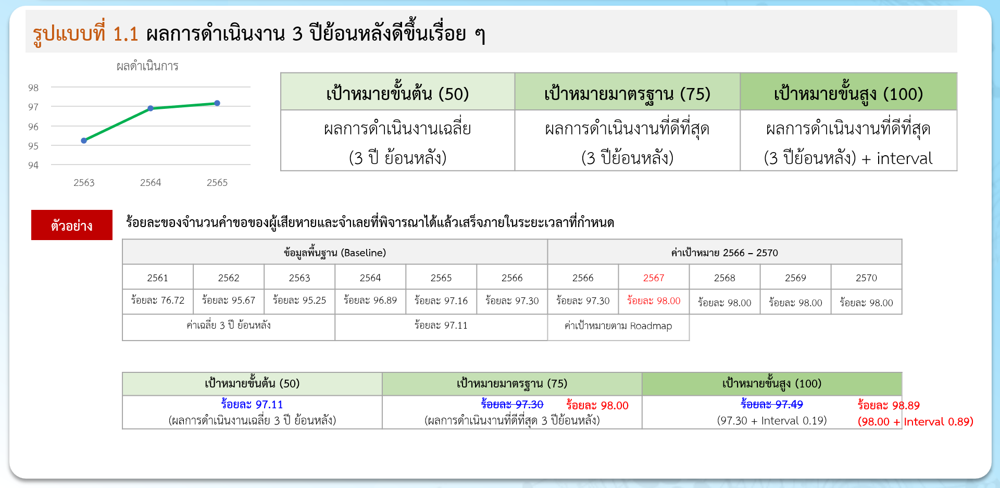 รูปแบบที่ 1.1 ผลการดำเนินงาน 3 ปีย้อนหลังดีขึ้นเรื่อย ๆ
ผลดำเนินการ
98
97
96
95
94
2563 2564 2565
เป้าหมายขั้นต้น (50) เป้าหมายมาตรฐาน (75) เป้าหมายขั้นสูง (100)
ผลการดำเนินงานเฉลี่ย ผลการดำเนินงานที่ดีที่สุด ผลการดำเนินงานที่ดีที่สุด
(3 ปี ย้อนหลัง) (3 ปีย้อนหลัง) (3 ปีย้อนหลัง) + interval
ตัวอย่าง
ร้อยละของจำนวนคำขอของผู้เสียหายและจำเลยที่พิจารณาได้แล้วเสร็จภายในระยะเวลาที่กำหนด
ข้อมูลพื้นฐาน (Baseline) ค่าเป้าหมาย 2566 – 2570
2561 2562 2563 2564 2565 2566 2566 2567 2568 2569 2570
ร้อยละ 76.72 ร้อยละ 95.67 ร้อยละ 95.25 ร้อยละ 96.89 ร้อยละ 97.16 ร้อยละ 97.30 ร้อยละ 97.30 ร้อยละ 98.00 ร้อยละ 98.00 ร้อยละ 98.00 ร้อยละ 98.00
ค่าเฉลี่ย 3 ปี ย้อนหลัง ร้อยละ 97.11 ค่าเป้าหมายตาม Roadmap
เป้าหมายขั้นต้น (50) เป้าหมายมาตรฐาน (75) เป้าหมายขั้นสูง (100)
ร้อยละ 97.11 ร้อยละ 97.30 ร้อยละ 98.00 ร้อยละ 97.49 ร้อยละ 98.89
(ผลการดำเนินงานเฉลี่ย 3 ปี ย้อนหลัง) (ผลการดำเนินงานที่ดีที่สุด 3 ปีย้อนหลัง) (97.30 + Interval 0.19) (98.00 + Interval 0.89)